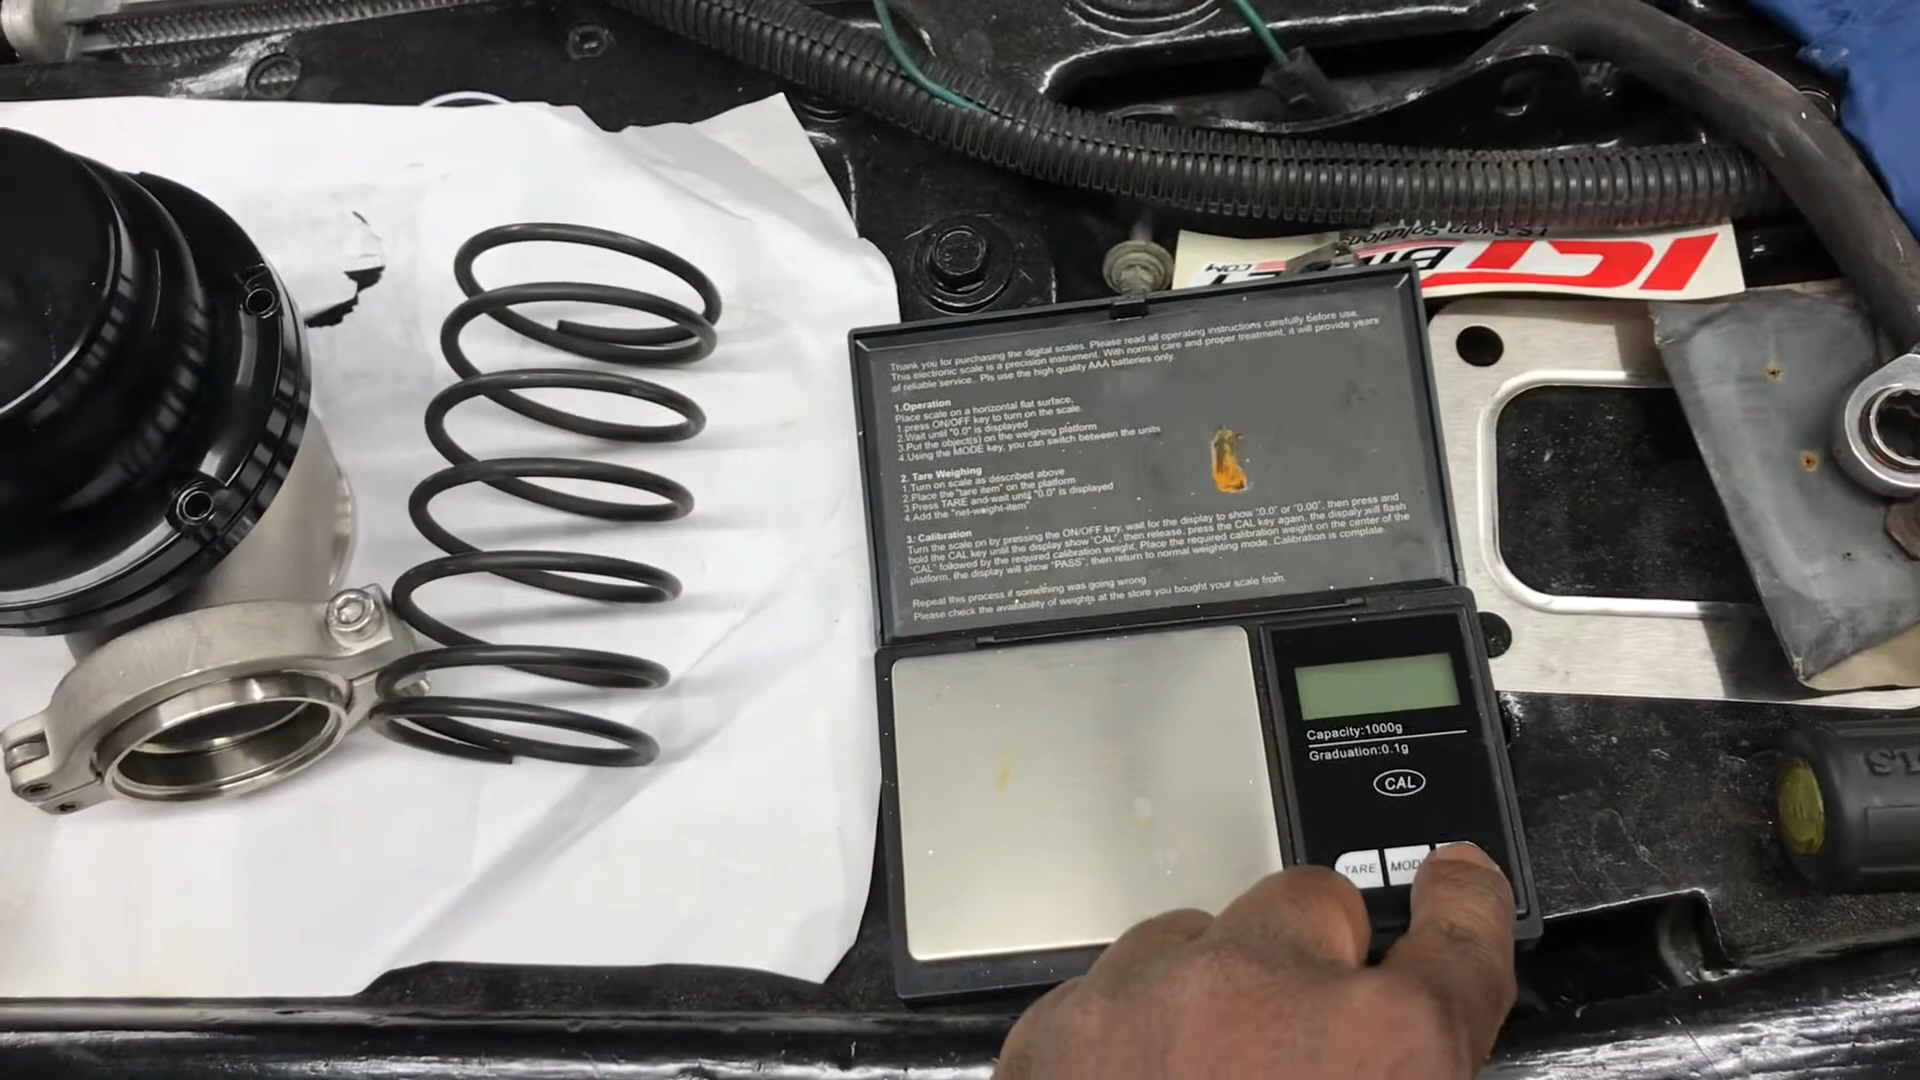 LS Swap Solutions
ICT BILLET
.COM
Thank you for purchasing the digital scales. Please read all operating instructions carefully before use.
This electronic scale is a precision instrument. With normal care and proper treatment, it will provide years
of reliable service. Pls use the high quality AAA batteries only.
1.Operation
Place scale on a horizontal flat surface,
1.press ON/OFF key to turn on the scale.
2.Wait until "0.0" is displayed
3.Put the object(s) on the weighing platform
4.Using the MODE key, you can switch between the units
2. Tare Weighing
1.Turn on scale as described above
2.Place the "tare item" on the platform
3.Press TARE and wait until "0.0" is displayed
4.Add the "net-weight-item"
3. Calibration
Turn the scale on by pressing the ON/OFF key, wait for the display to show "0.0" or "0.00", then press and
hold the CAL key until the display show "CAL", then release, press the CAL key again, the dispaly will flash
"CAL" followed by the required calibration weight. Place the required calibration weight on the center of the
platform, the display will show "PASS", then return to normal weighting mode. Calibration is complete.
Repeat this process if something was going wrong
Please check the availability of weights at the store you bought your scale from.
Capacity:1000g
Graduation:0.1g
CAL
TARE
MOD